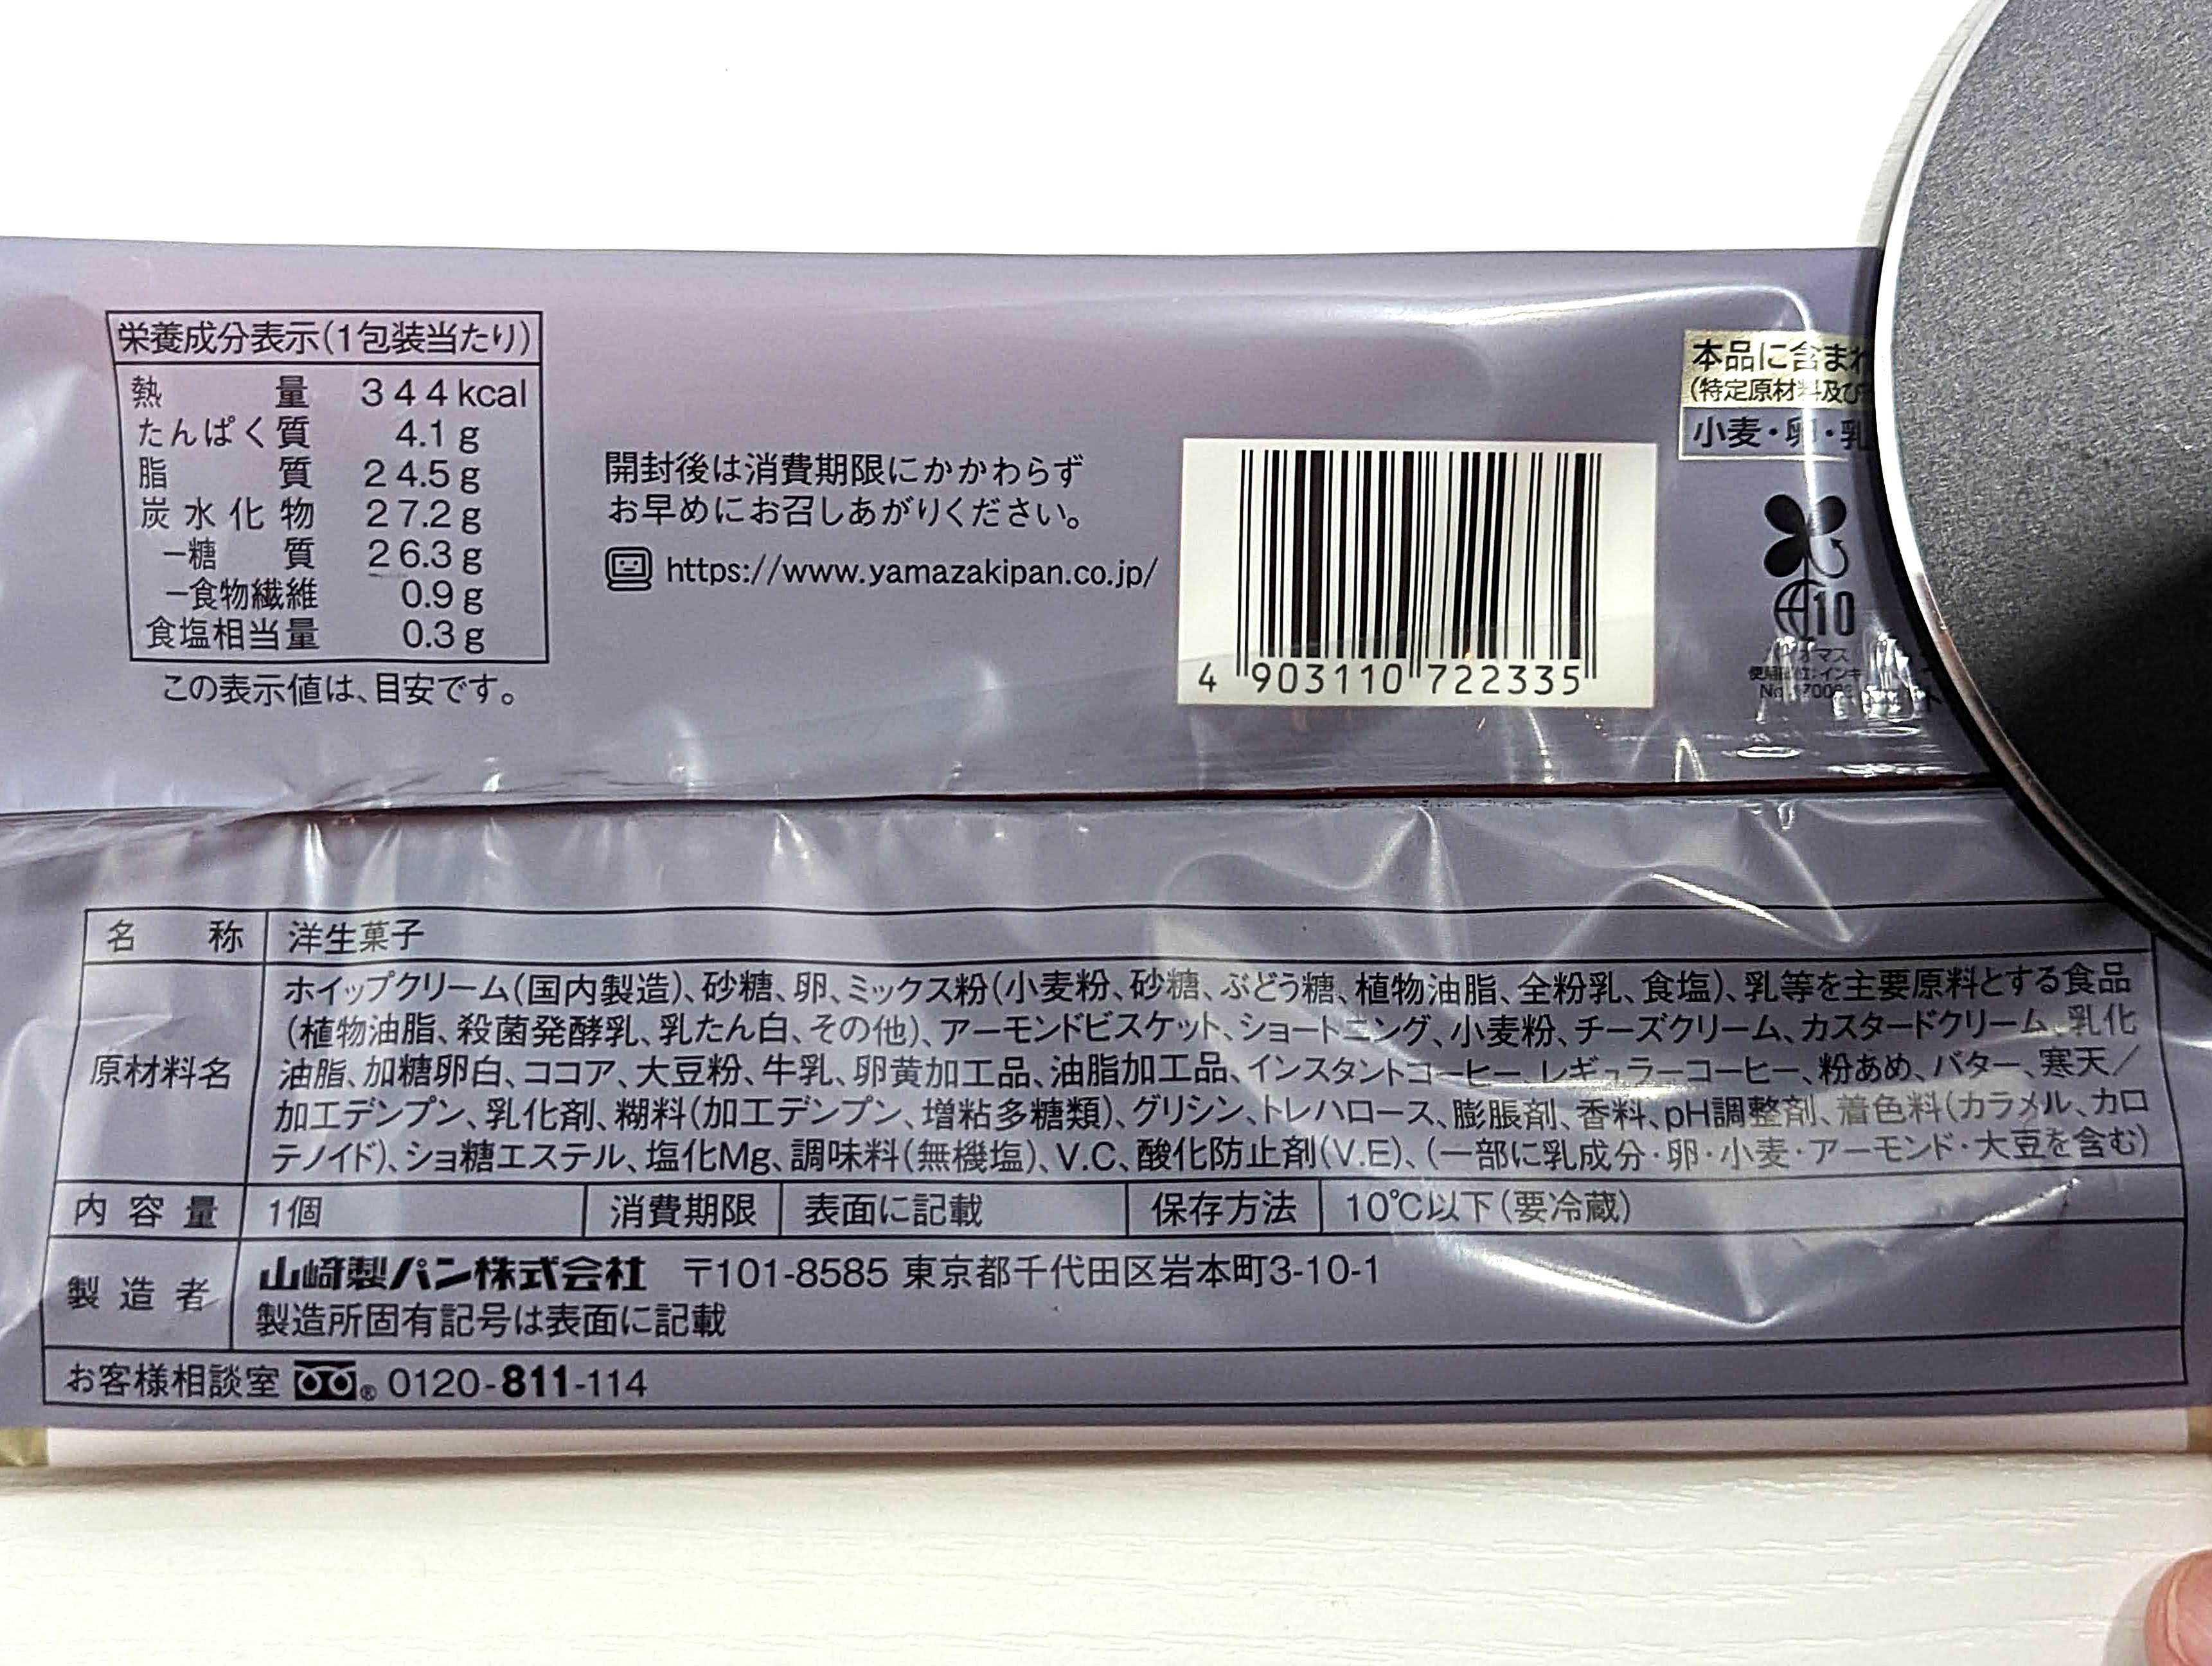 栄養成分表示(1包装当たり)
熱量 344kcal
たんぱく質 4.1g
脂質 24.5g
炭水化物 27.2g
－糖質 26.3g
－食物繊維 0.9g
食塩相当量 0.3g
この表示値は、目安です。
開封後は消費期限にかかわらず
お早めにお召しあがりください。
https://www.yamazakipan.co.jp/
4 903110 722335
本品に含まれ
(特定原材料及び
小麦・卵・乳
10
名称 洋生菓子
原材料名
ホイップクリーム(国内製造)、砂糖、卵、ミックス粉(小麦粉、砂糖、ぶどう糖、植物油脂、全粉乳、食塩)、乳等を主要原料とする食品
(植物油脂、殺菌発酵乳、乳たん白、その他)、アーモンドビスケット、ショートニング、小麦粉、チーズクリーム、カスタードクリーム、乳化
油脂、加糖卵白、ココア、大豆粉、牛乳、卵黄加工品、油脂加工品、インスタントコーヒー、レギュラーコーヒー、粉あめ、バター、寒天／
加工デンプン、乳化剤、糊料(加工デンプン、増粘多糖類)、グリシン、トレハロース、膨脹剤、香料、pH調整剤、着色料(カラメル、カロ
テノイド)、ショ糖エステル、塩化Mg、調味料(無機塩)、V.C、酸化防止剤(V.E)、(一部に乳成分・卵・小麦・アーモンド・大豆を含む)
内容量 1個 消費期限 表面に記載 保存方法 10℃以下(要冷蔵)
製造者
山崎製パン株式会社 〒101-8585 東京都千代田区岩本町3-10-1
製造所固有記号は表面に記載
お客様相談室 ® 0120-811-114